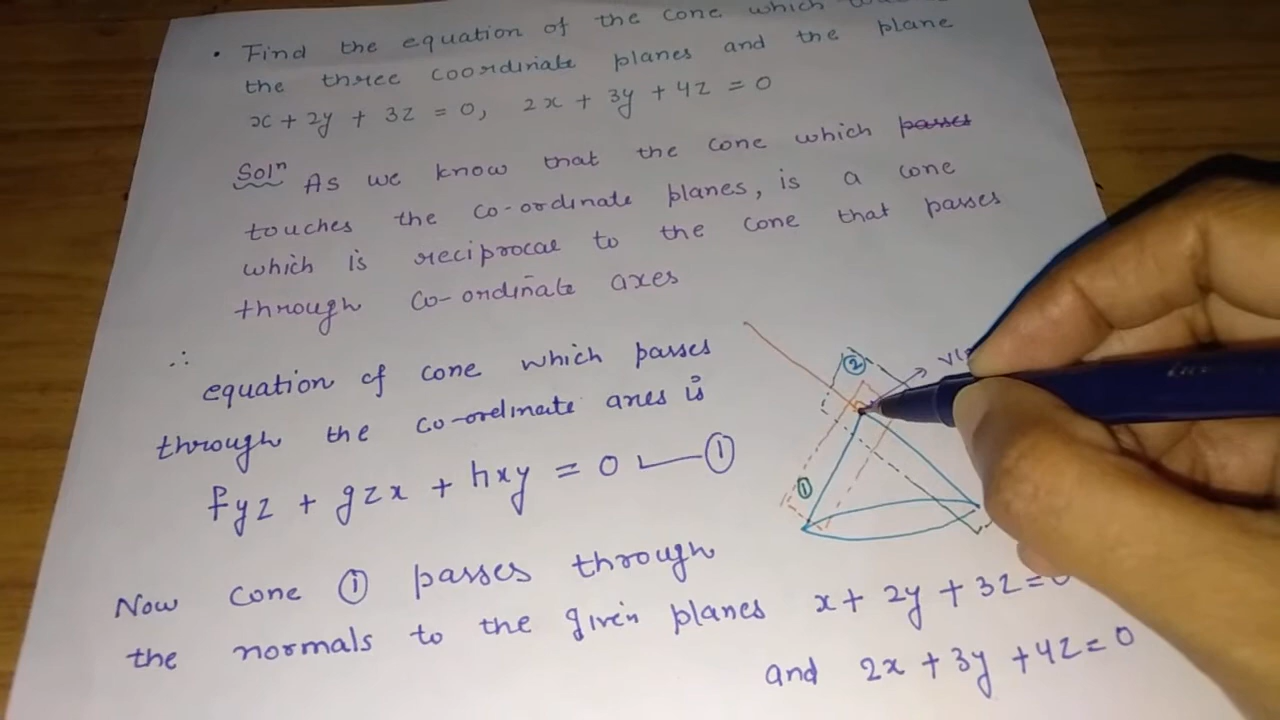 • Find the equation of the cone which
the three coordinate planes and the plane
x + 2y + 3z = 0, 2x + 3y + 4z = 0
Solⁿ As we know that the cone which passes
touches the co-ordinate planes, is a cone
which is reciprocal to the cone that passes
through co-ordinate axes
∴
equation of cone which passes
through the co-ordinate axes is
fyz + gzx + hxy = 0 — ①
②
V(
①
Now cone ① passes through
the normals to the given planes x + 2y + 3z = 0
and 2x + 3y + 4z = 0